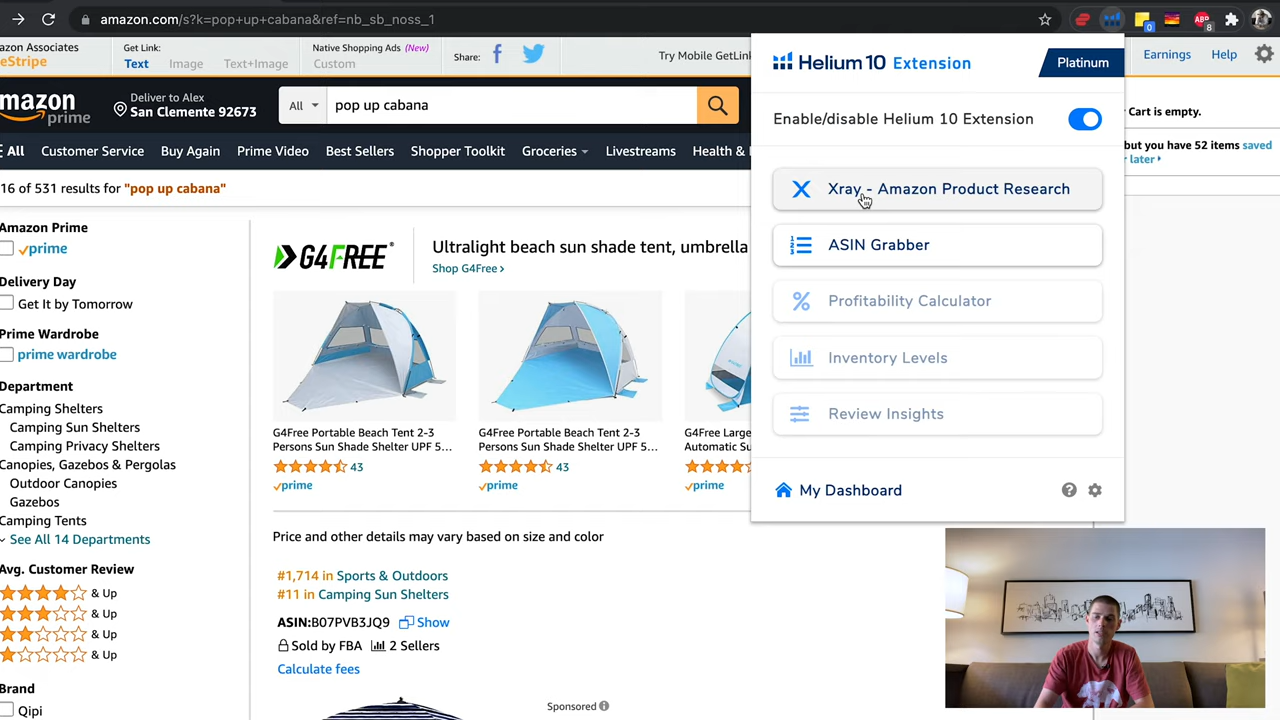 amazon.com/s?k=pop+up+cabana&ref=nb_sb_noss_1
0
ABP
8
azon Associates
eStripe
Get Link:
Text Image Text+Image
Native Shopping Ads (New)
Custom
Share:
Try Mobile GetLink
Earnings
Help
mazon
prime
Deliver to Alex
San Clemente 92673
All
pop up cabana
All
Customer Service
Buy Again
Prime Video
Best Sellers
Shopper Toolkit
Groceries
Livestreams
Health &
Cart is empty.
but you have 52 items saved
later
16 of 531 results for "pop up cabana"
Amazon Prime
prime
Delivery Day
Get It by Tomorrow
Prime Wardrobe
prime wardrobe
Department
Camping Shelters
Camping Sun Shelters
Camping Privacy Shelters
Canopies, Gazebos & Pergolas
Outdoor Canopies
Gazebos
Camping Tents
See All 14 Departments
Avg. Customer Review
& Up
& Up
& Up
& Up
Brand
Qipi
G4FREE®
Ultralight beach sun shade tent, umbrella
Shop G4Free
G4Free Portable Beach Tent 2-3
Persons Sun Shade Shelter UPF 5...
43
prime
G4Free Portable Beach Tent 2-3
Persons Sun Shade Shelter UPF 5...
43
prime
G4Free Large
Automatic Su
prime
Price and other details may vary based on size and color
#1,714 in Sports & Outdoors
#11 in Camping Sun Shelters
ASIN:B07PVB3JQ9 Show
Sold by FBA 2 Sellers
Calculate fees
Sponsored
Helium 10 Extension
Platinum
Enable/disable Helium 10 Extension
Xray - Amazon Product Research
ASIN Grabber
Profitability Calculator
Inventory Levels
Review Insights
My Dashboard